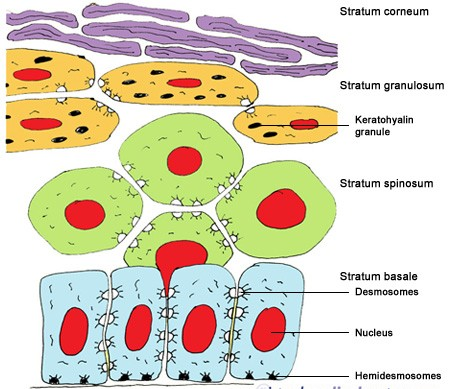 Stratum corneum
Stratum granulosum
Keratohyalin
granule
Stratum spinosum
Stratum basale
Desmosomes
Nucleus
Hemidesmosomes